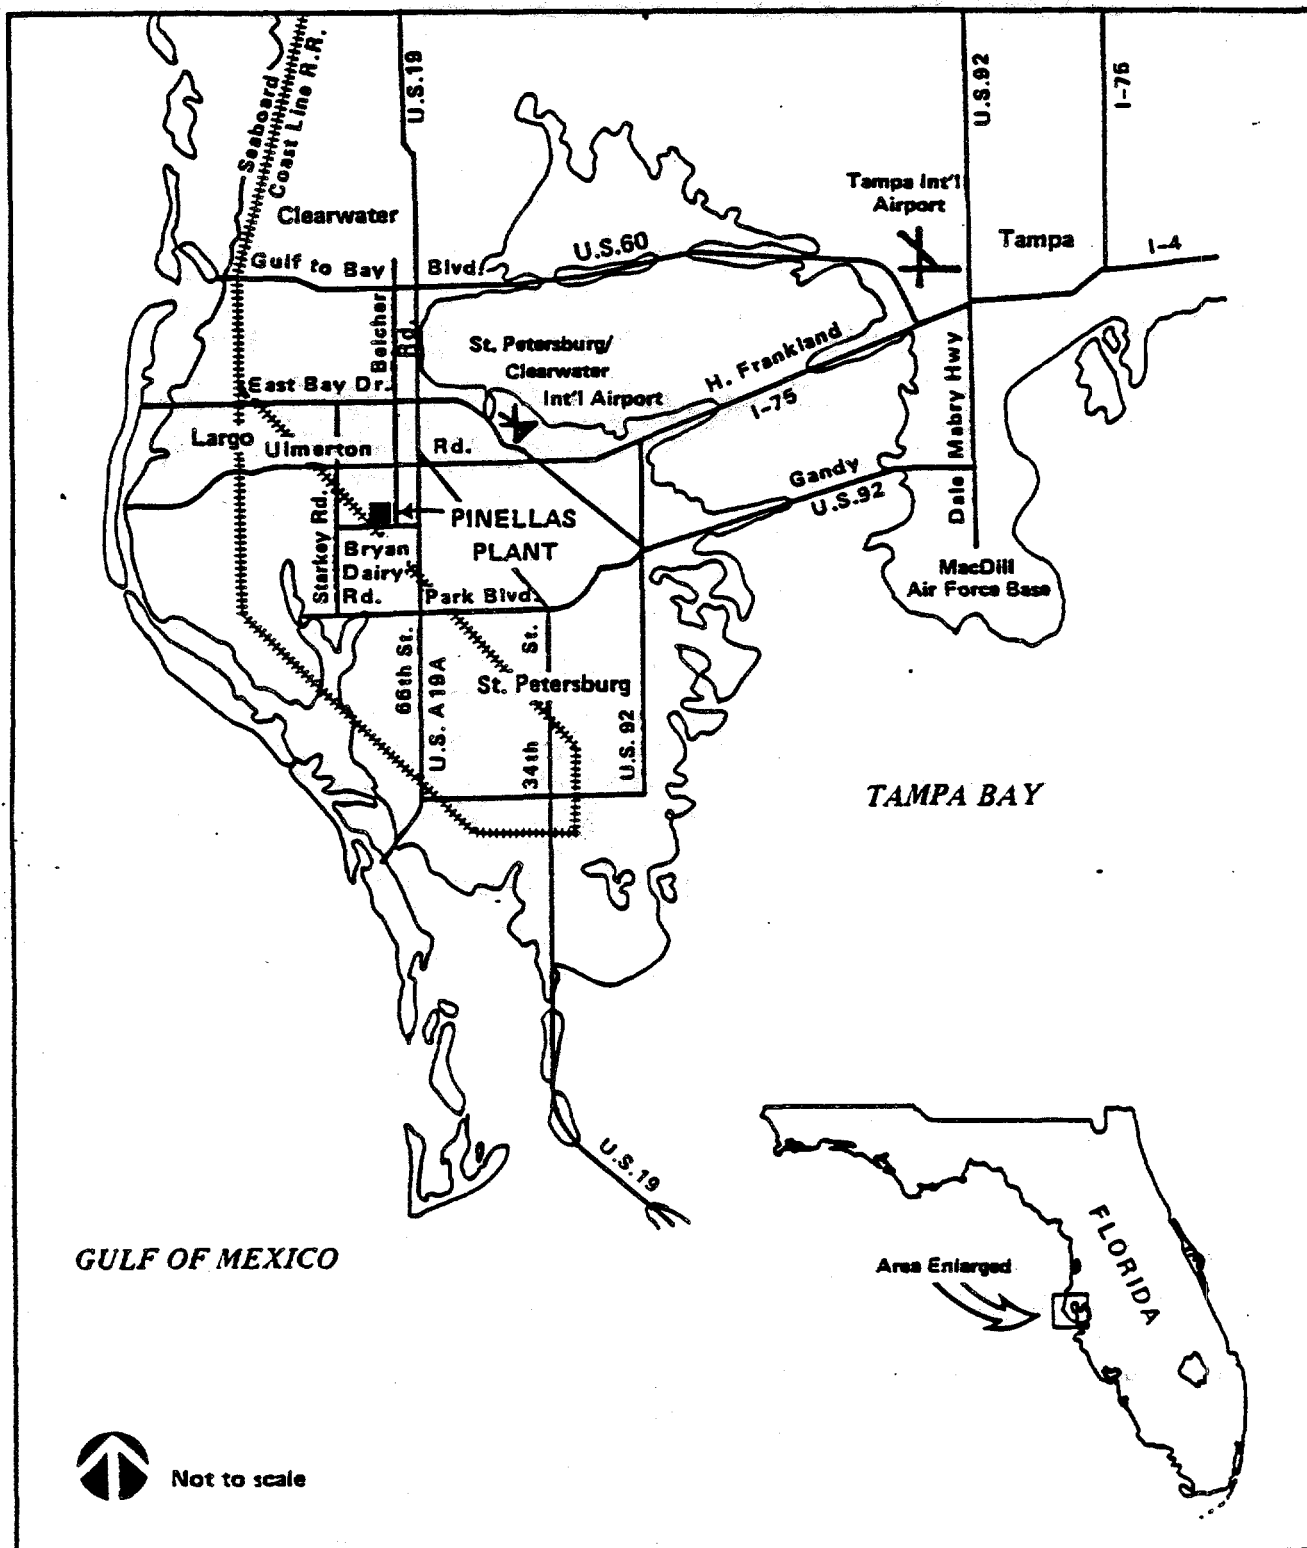 Seaboard
Coast Line R.R.
U.S.19
U.S.92
I-75
Tampa Int'l
Airport
Clearwater
U.S.60
Tampa
I-4
Gulf to Bay
Blvd.
Belcher
Rd.
St. Petersburg/
Clearwater
Int'l Airport
H. Frankland
I-75
Dale Mabry Hwy
East Bay Dr.
Largo
Ulmerton
Rd.
Gandy
U.S.92
Starkey Rd.
PINELLAS
PLANT
Bryan
Dairy
Rd.
Park Blvd.
MacDill
Air Force Base
66th St.
U.S. A19A
34th
St.
St. Petersburg
U.S. 92
TAMPA BAY
U.S.19
GULF OF MEXICO
FLORIDA
Area Enlarged
Not to scale